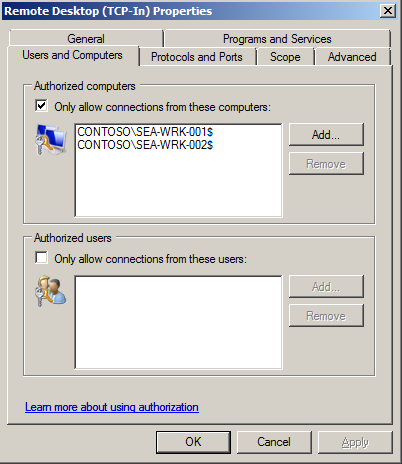 Remote Desktop (TCP-In) Properties
General
Programs and Services
Users and Computers
Protocols and Ports
Scope
Advanced
Authorized computers
Only allow connections from these computers:
CONTOSO\SEA-WRK-001$
CONTOSO\SEA-WRK-002$
Add...
Remove
Authorized users
Only allow connections from these users:
Add...
Remove
Learn more about using authorization
OK
Cancel
Apply